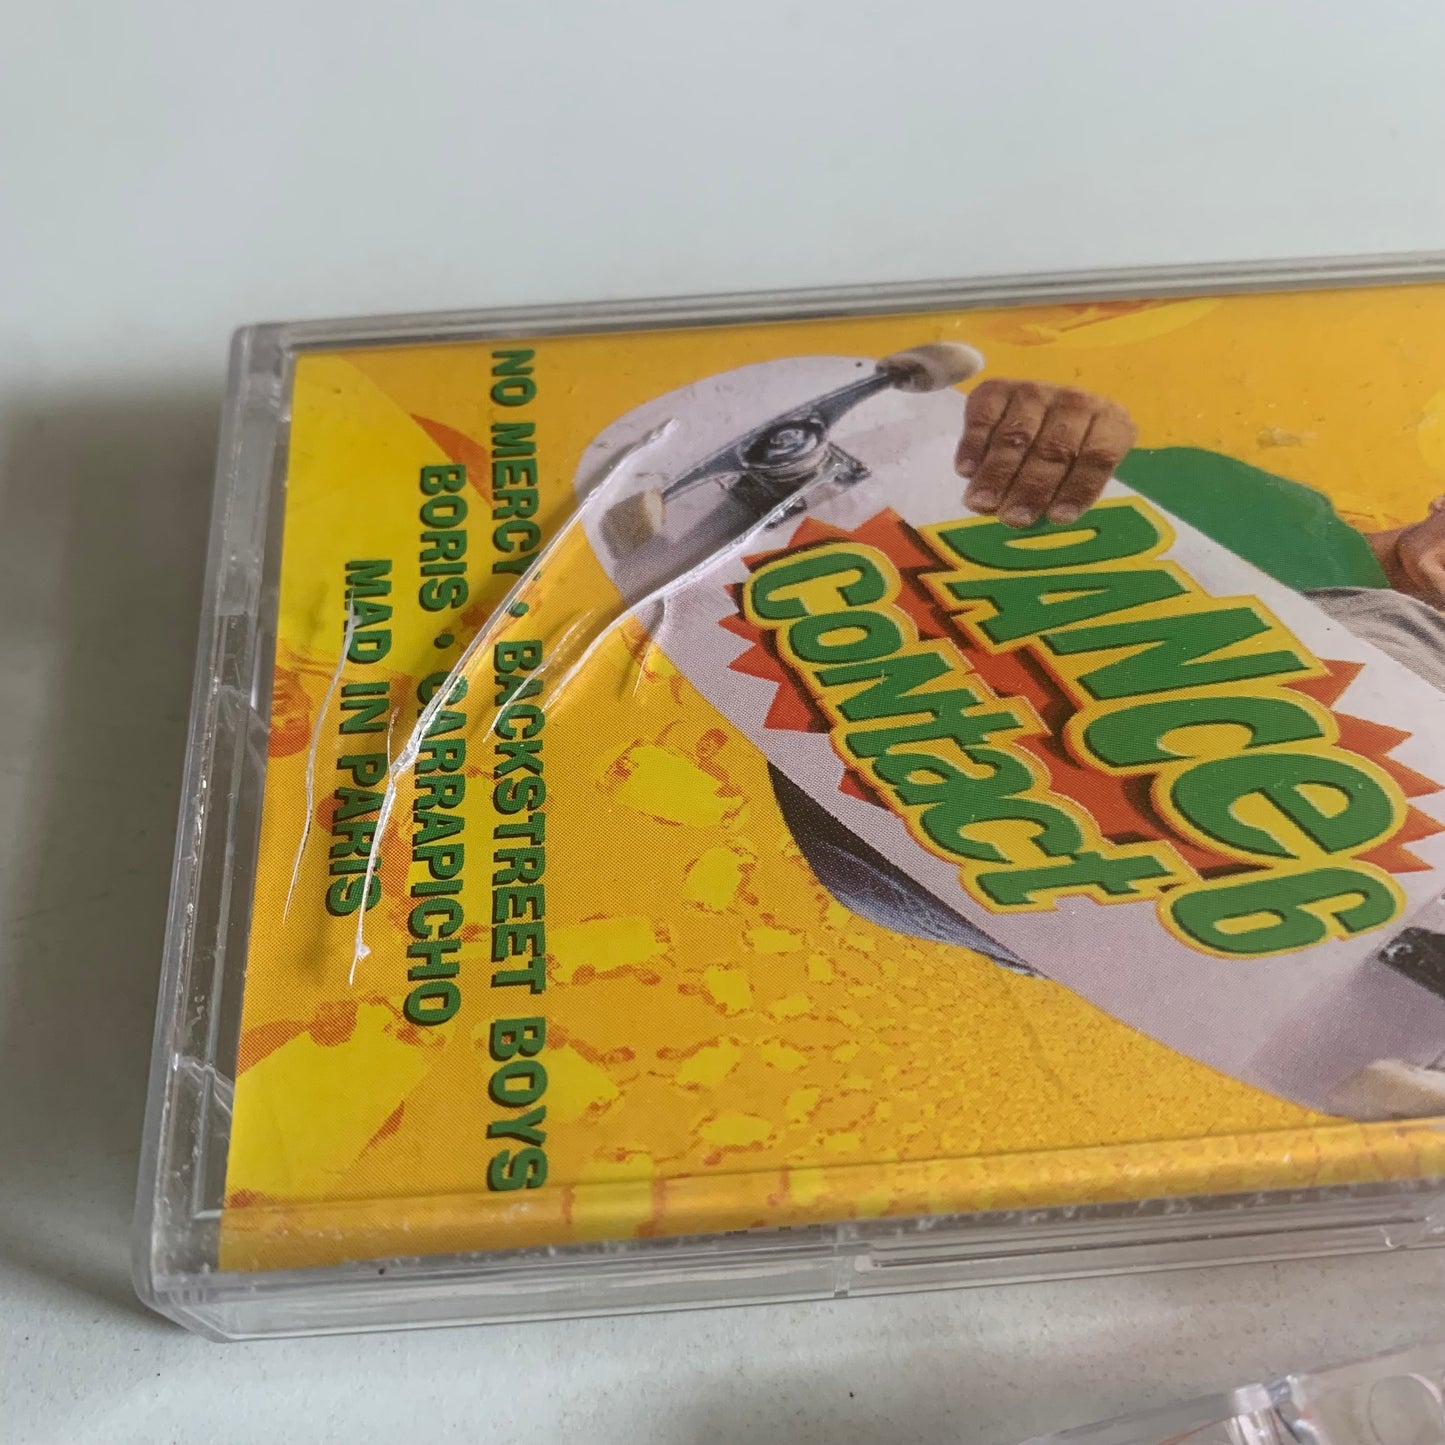 NO MERCY • BACKSTREET BOYS
BORIS • CARRAPICHO
MAD IN PARIS
DANCE
CONTACT 6